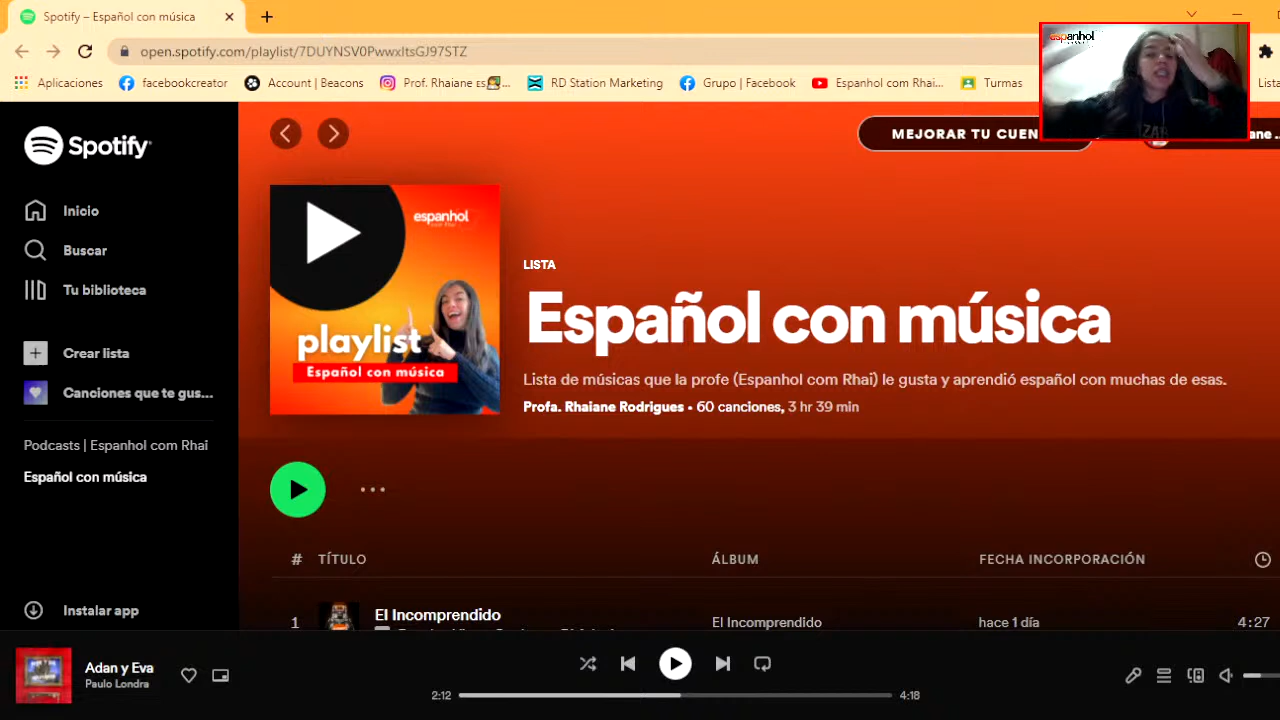 Spotify – Español con música
open.spotify.com/playlist/7DUYNSV0PwwxItsGJ97STZ
Aplicaciones
facebookcreator
Account | Beacons
Prof. Rhaiane es...
RD Station Marketing
Grupo | Facebook
Espanhol com Rhai...
Turmas
Lista
espanhol
Spotify
MEJORAR TU CUEN
ane ...
Inicio
Buscar
Tu biblioteca
Crear lista
Canciones que te gus...
Podcasts | Espanhol com Rhai
Español con música
Instalar app
espanhol
playlist
Español con música
LISTA
Español con música
Lista de músicas que la profe (Espanhol com Rhai) le gusta y aprendió español con muchas de esas.
Profa. Rhaiane Rodrigues • 60 canciones, 3 hr 39 min
# TÍTULO ÁLBUM FECHA INCORPORACIÓN
1 El Incomprendido El Incomprendido hace 1 día 4:27
Adan y Eva
Paulo Londra
2:12
4:18